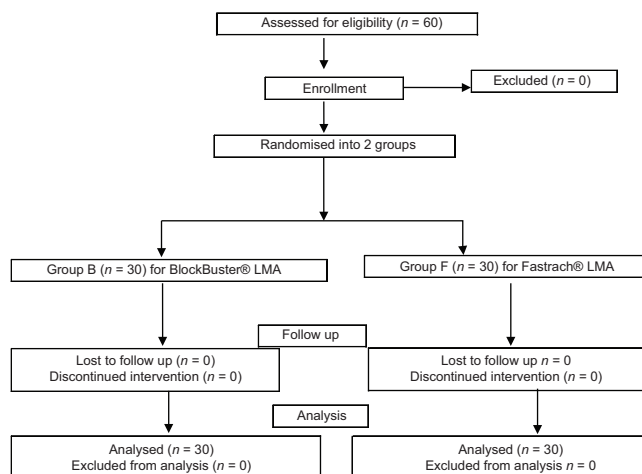 Assessed for eligibility (n = 60)
Enrollment
Excluded (n = 0)
Randomised into 2 groups
Group B (n = 30) for BlockBuster® LMA
Group F (n = 30) for Fastrach® LMA
Follow up
Lost to follow up (n = 0)
Discontinued intervention (n = 0)
Lost to follow up n = 0
Discontinued intervention (n = 0)
Analysis
Analysed (n = 30)
Excluded from analysis (n = 0)
Analysed (n = 30
Excluded from analysis n = 0